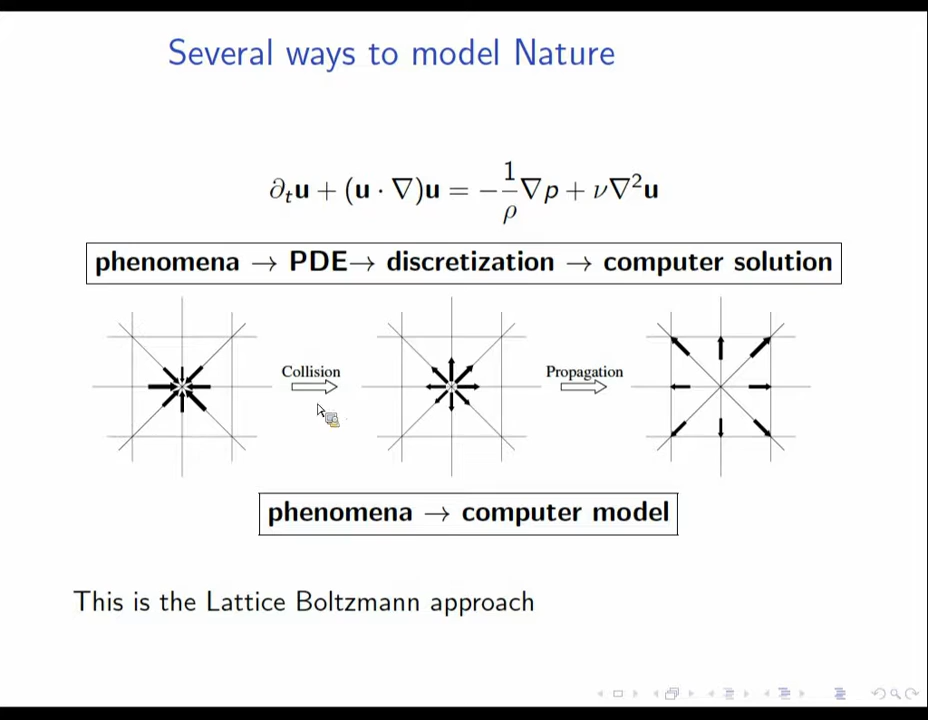 Several ways to model Nature
∂ₜu + (u · ∇)u = −1/ρ ∇p + ν∇²u
phenomena → PDE→ discretization → computer solution
Collision
Propagation
phenomena → computer model
This is the Lattice Boltzmann approach